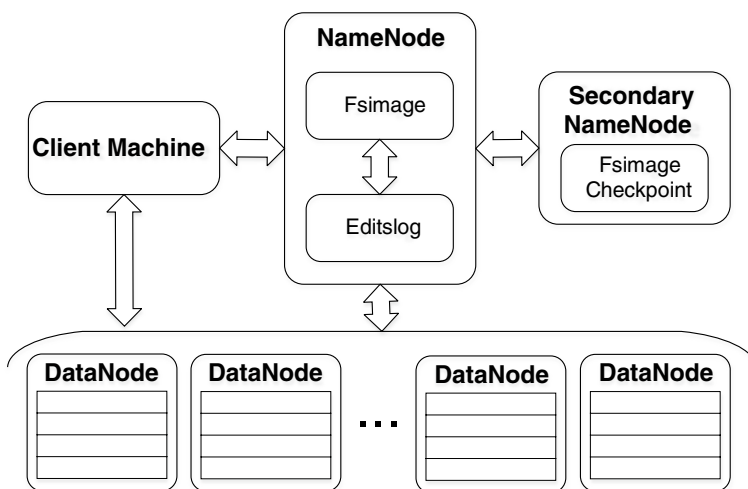 NameNode
Fsimage
Editslog
Client Machine
Secondary
NameNode
Fsimage
Checkpoint
DataNode
DataNode
...
DataNode
DataNode